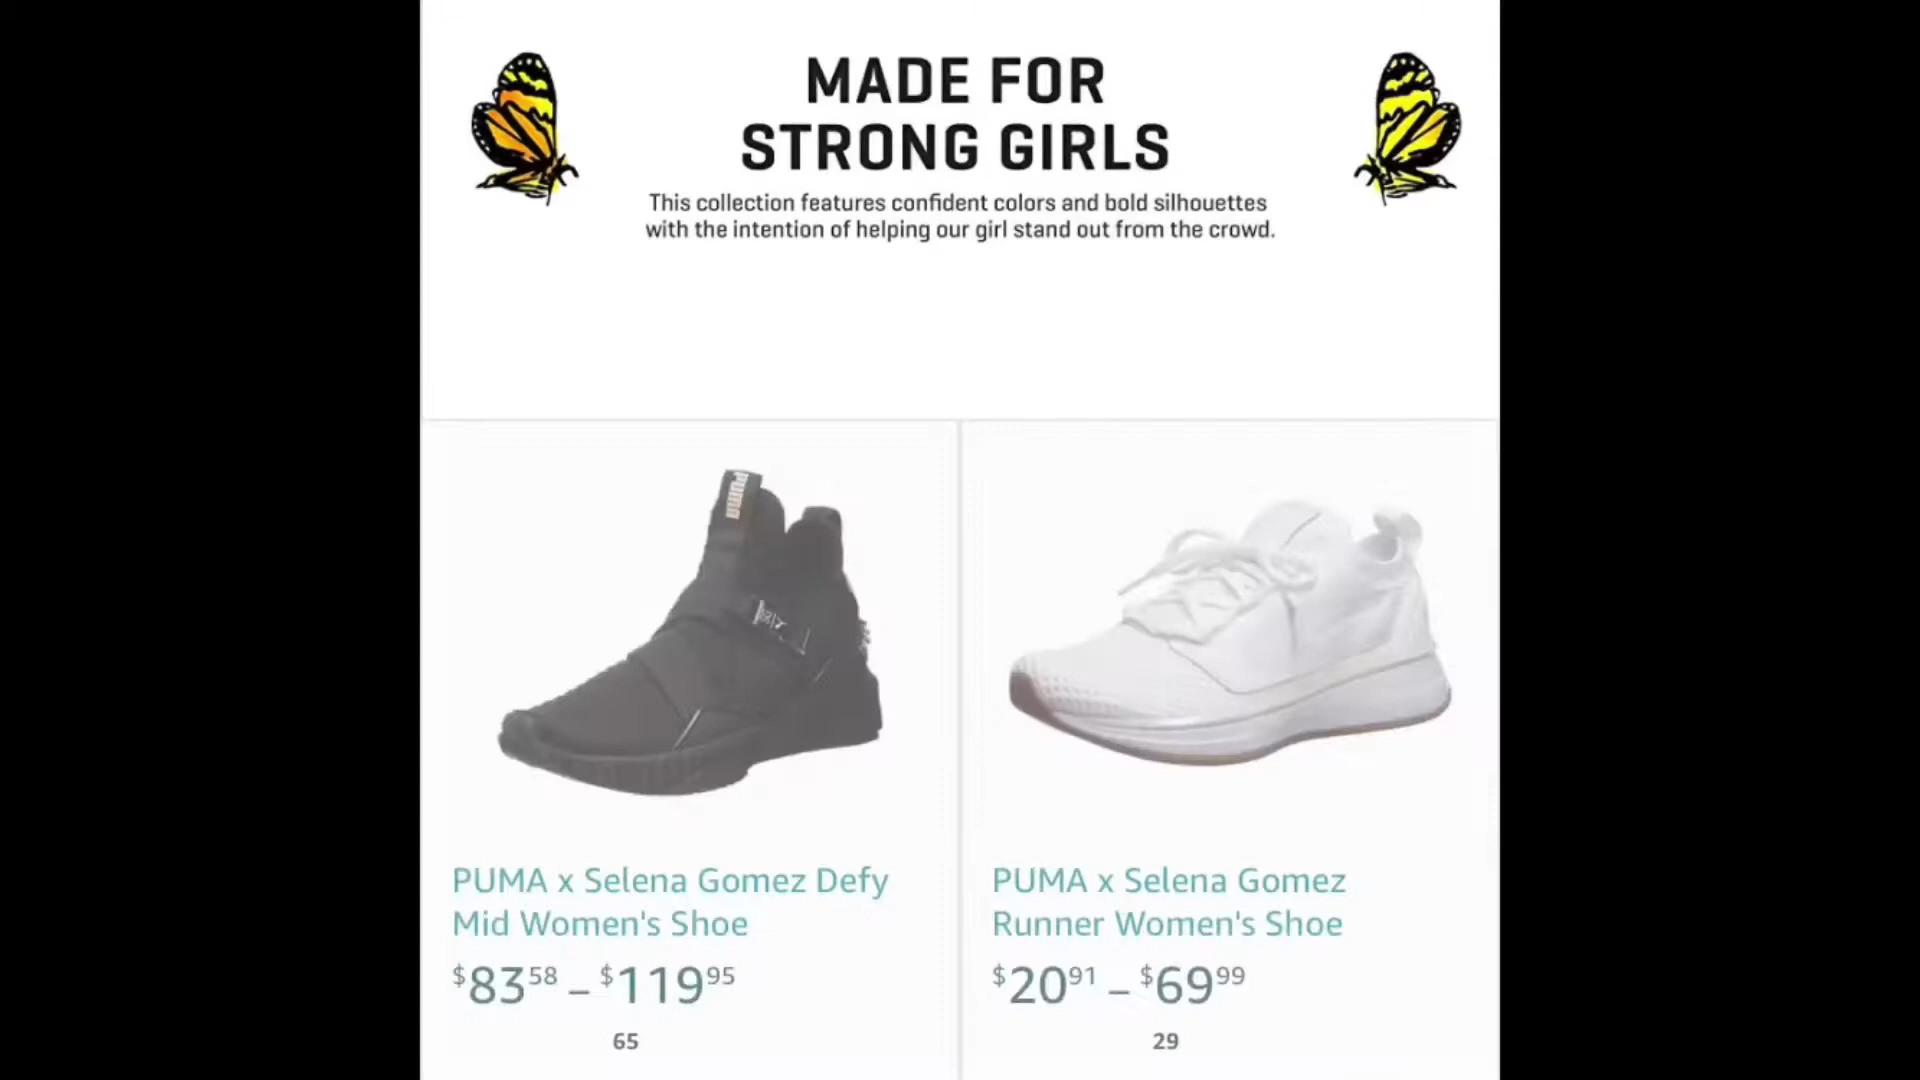 MADE FOR
STRONG GIRLS
This collection features confident colors and bold silhouettes
with the intention of helping our girl stand out from the crowd.
PUMA
PUMA x Selena Gomez Defy
Mid Women's Shoe
$83.58 – $119.95
65
PUMA x Selena Gomez
Runner Women's Shoe
$20.91 – $69.99
29